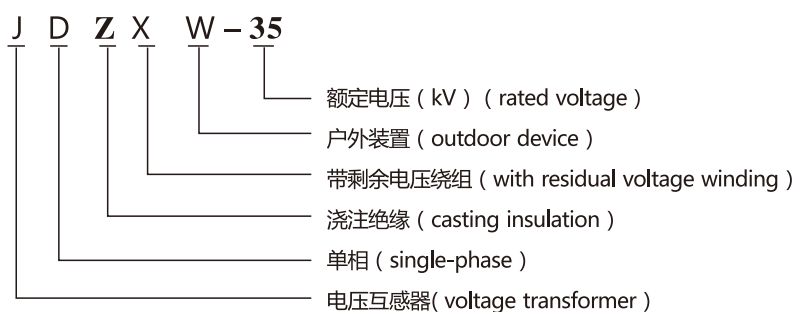 J D Z X W - 35
额定电压 ( kV ) ( rated voltage )
户外装置 ( outdoor device )
带剩余电压绕组 ( with residual voltage winding )
浇注绝缘 ( casting insulation )
单相 ( single-phase )
电压互感器( voltage transformer )